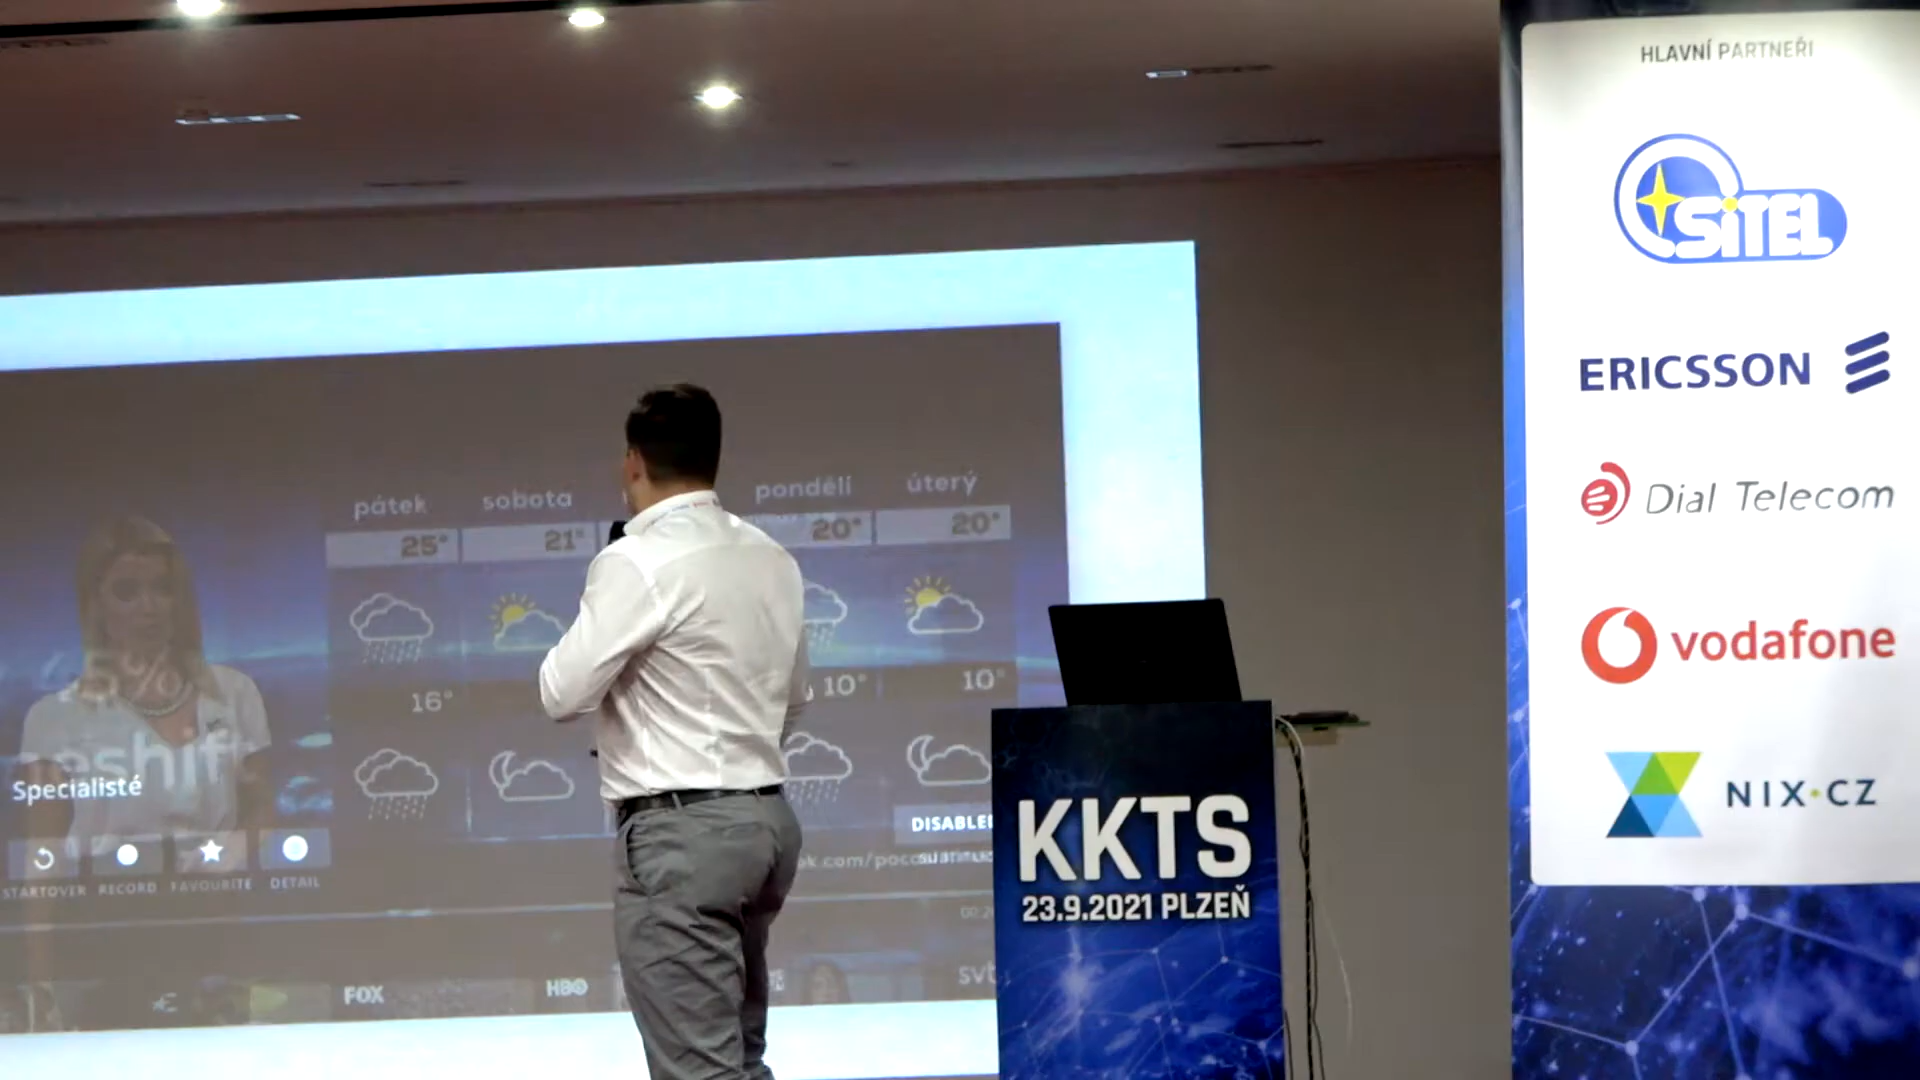 HLAVNÍ PARTNEŘI
SiTEL
ERICSSON
Dial Telecom
vodafone
NIX.CZ
pátek sobota pondělí úterý
25° 21° 20° 20°
16° 10° 10°
eshift
Specialisté
STARTOVER RECORD FAVOURITE DETAIL
FOX HBO
KKTS
23.9.2021 PLZEŇ